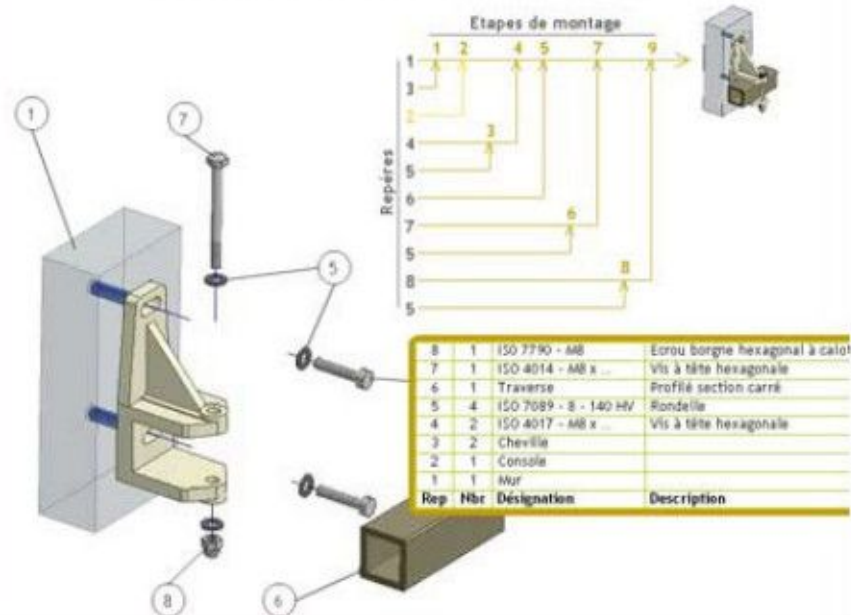 Etapes de montage
1 2 4 5 7 9
1
3
2
3
4
5
6
6
7
5
8
8
5
Repéres
1
7
5
8
6
8 1 ISO 7790 - M8 Ecrou borgne hexagonal à calot
7 1 ISO 4014 - M8 x .. Vis à tête hexagonale
6 1 Traverse Profilé section carré
5 4 ISO 7089 - 8 - 140 HV Rondelle
4 2 ISO 4017 - M8 x .. Vis à tête hexagonale
3 2 Cheville
2 1 Console
1 1 Mur
Rep Nbr Désignation Description